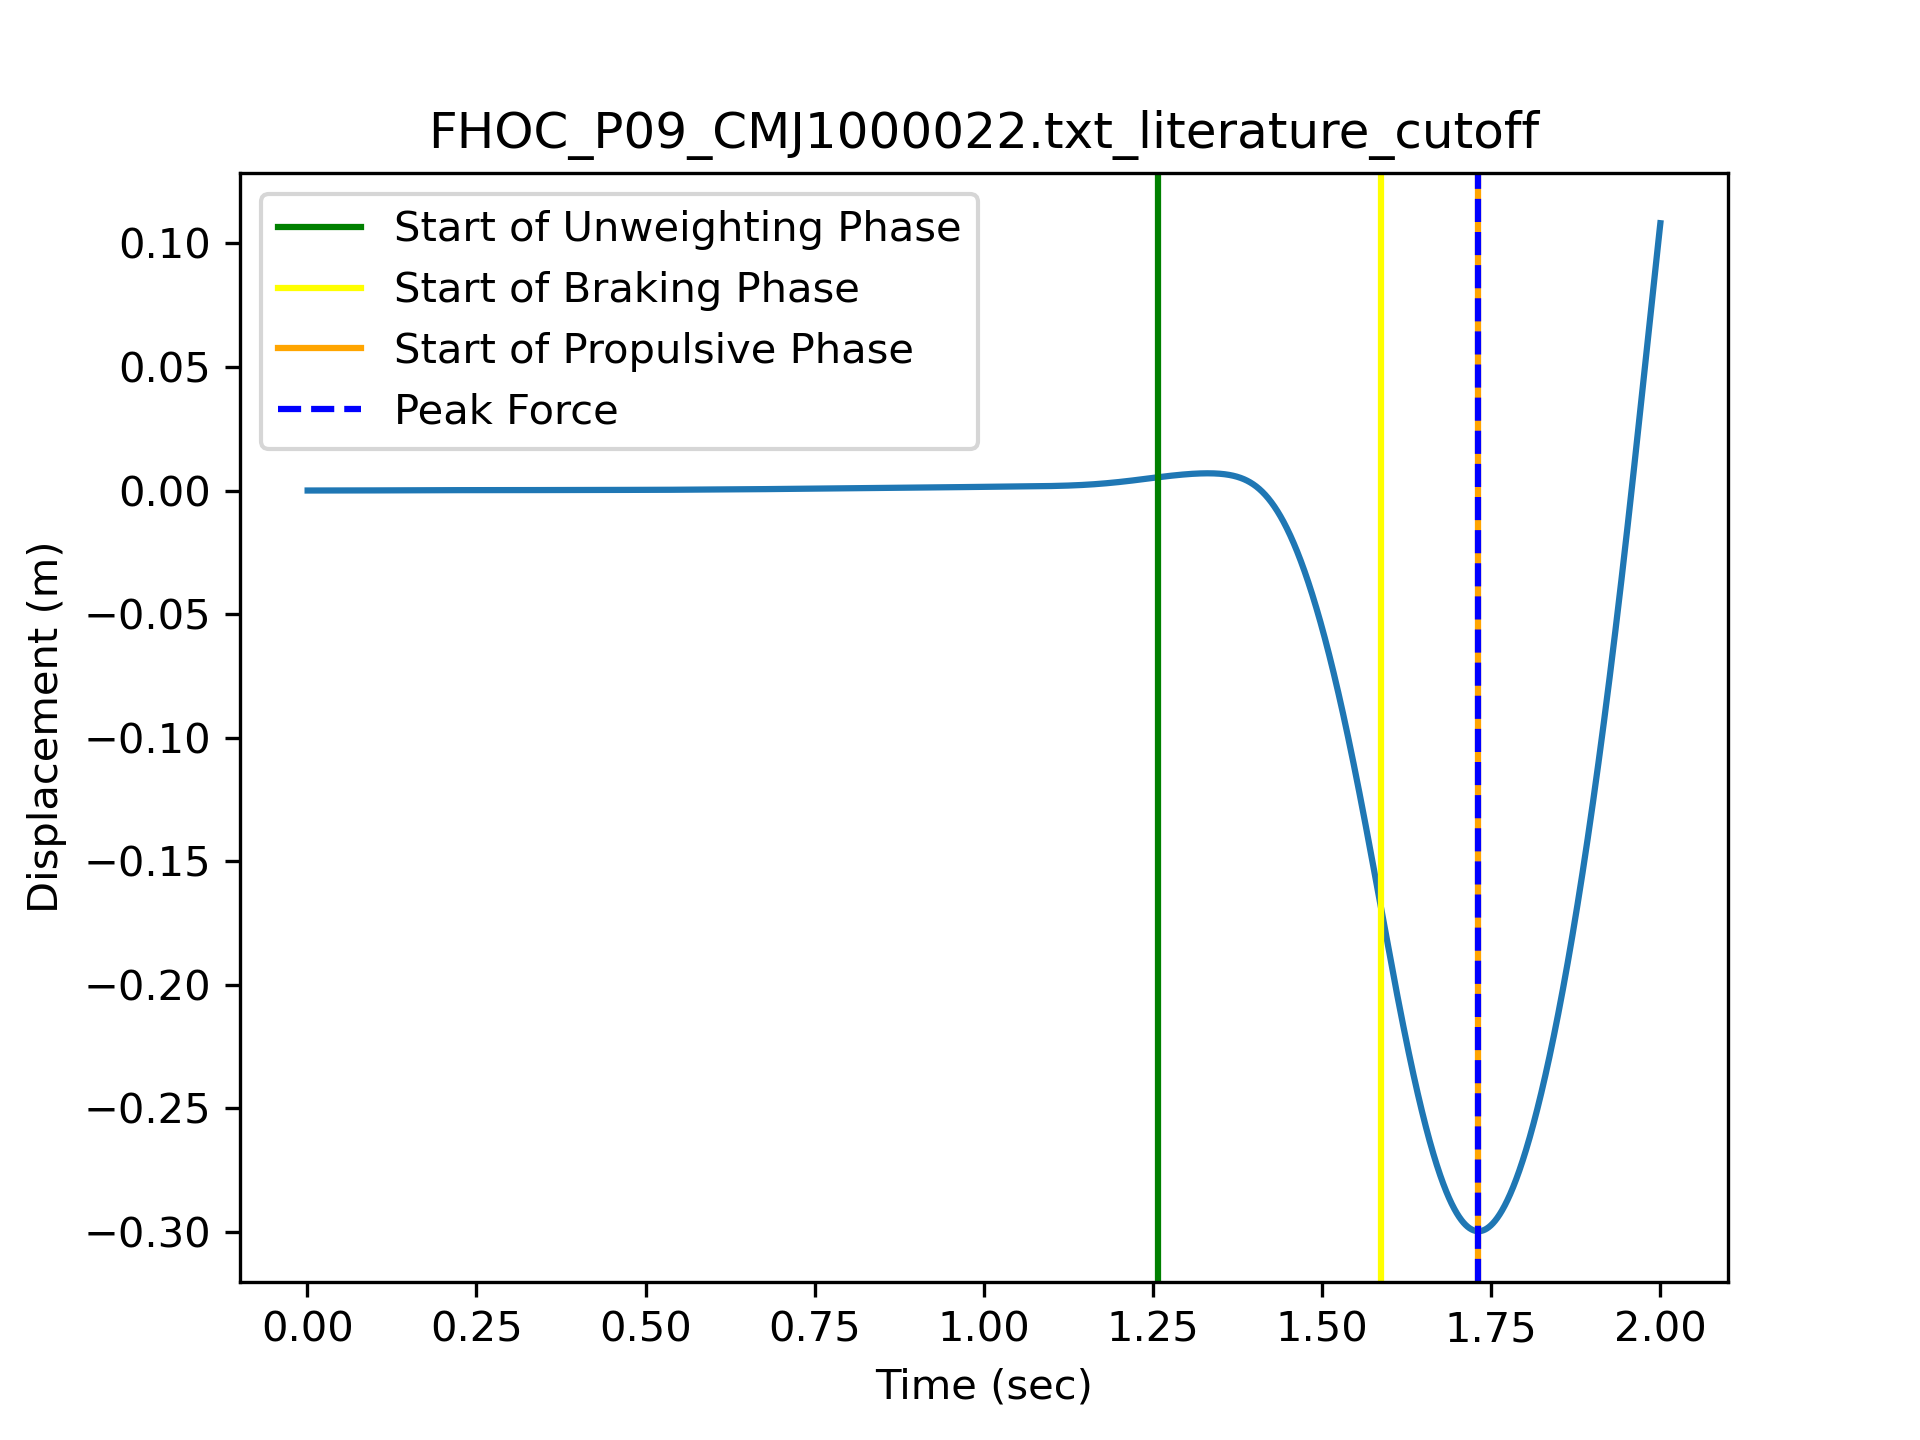 FHOC_P09_CMJ1000022.txt_literature_cutoff
Start of Unweighting Phase
Start of Braking Phase
Start of Propulsive Phase
Peak Force
0.10
0.05
0.00
−0.05
−0.10
−0.15
−0.20
−0.25
−0.30
Displacement (m)
0.00 0.25 0.50 0.75 1.00 1.25 1.50 1.75 2.00
Time (sec)